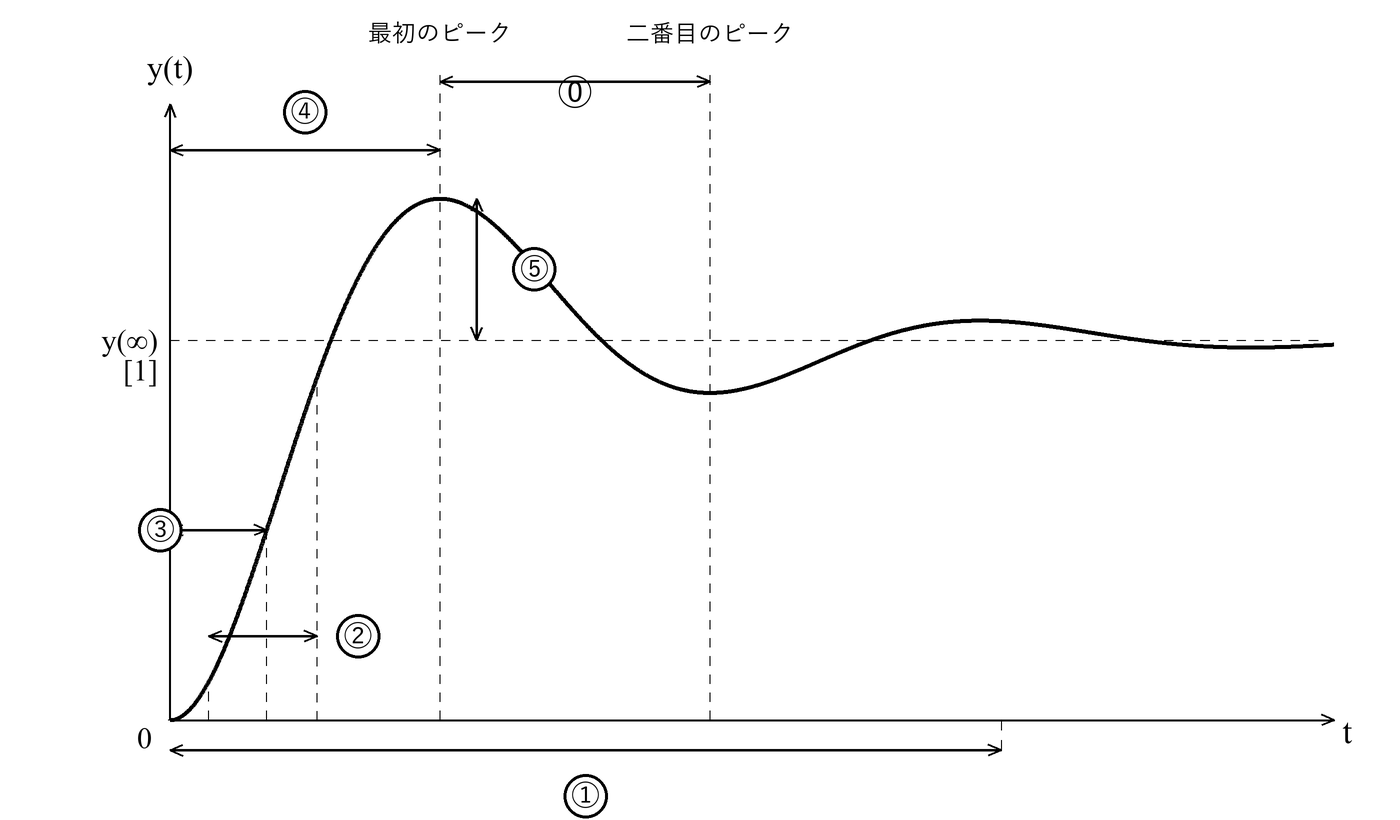 最初のピーク
二番目のピーク
y(t)
⓪
④
⑤
y(∞)
[1]
③
②
0
t
①